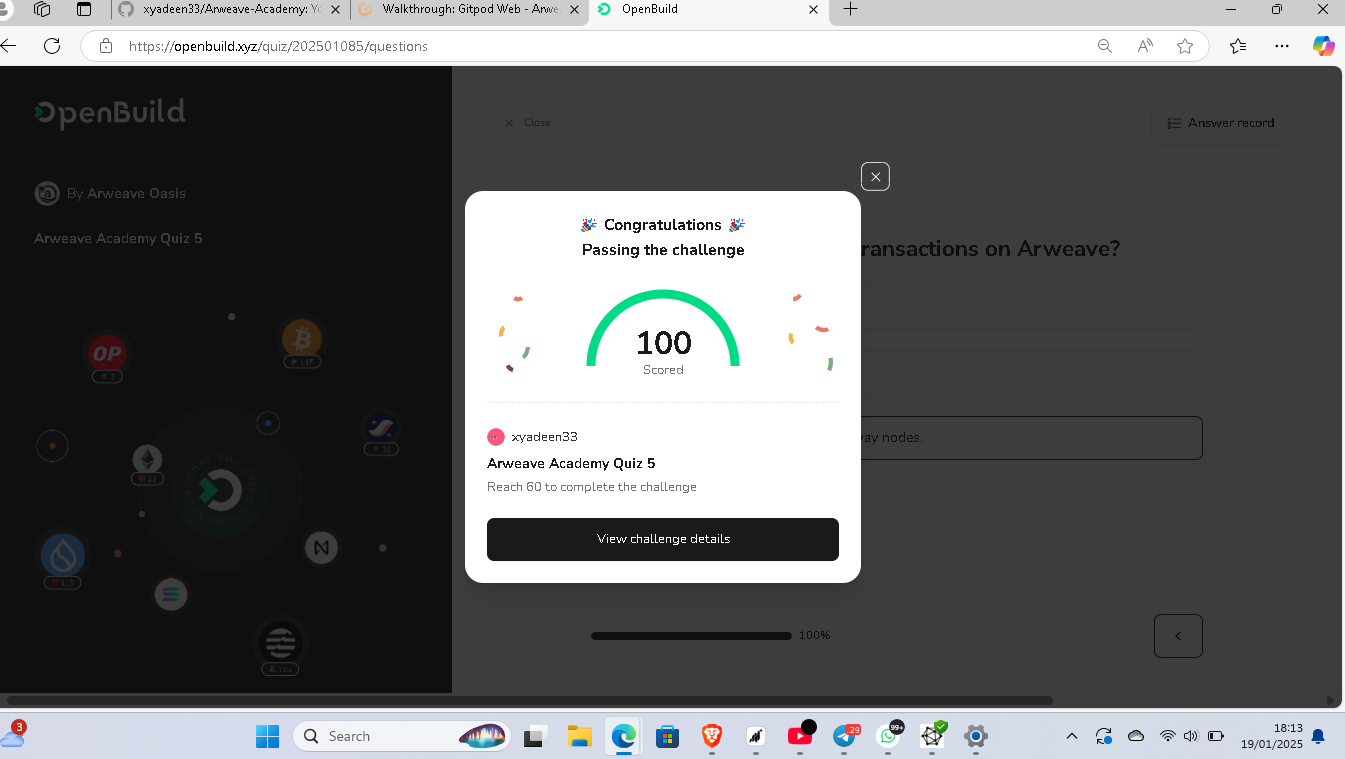 xyadeen33/Arweave-Academy: Yo
Walkthrough: Gitpod Web - Arwe
OpenBuild
https://openbuild.xyz/quiz/202501085/questions
OpenBuild
By Arweave Oasis
Arweave Academy Quiz 5
Close
Answer record
ransactions on Arweave?
way nodes.
Congratulations
Passing the challenge
100
Scored
xyadeen33
Arweave Academy Quiz 5
Reach 60 to complete the challenge
View challenge details
100%
OP
3
Search
29
99+
18:13
19/01/2025